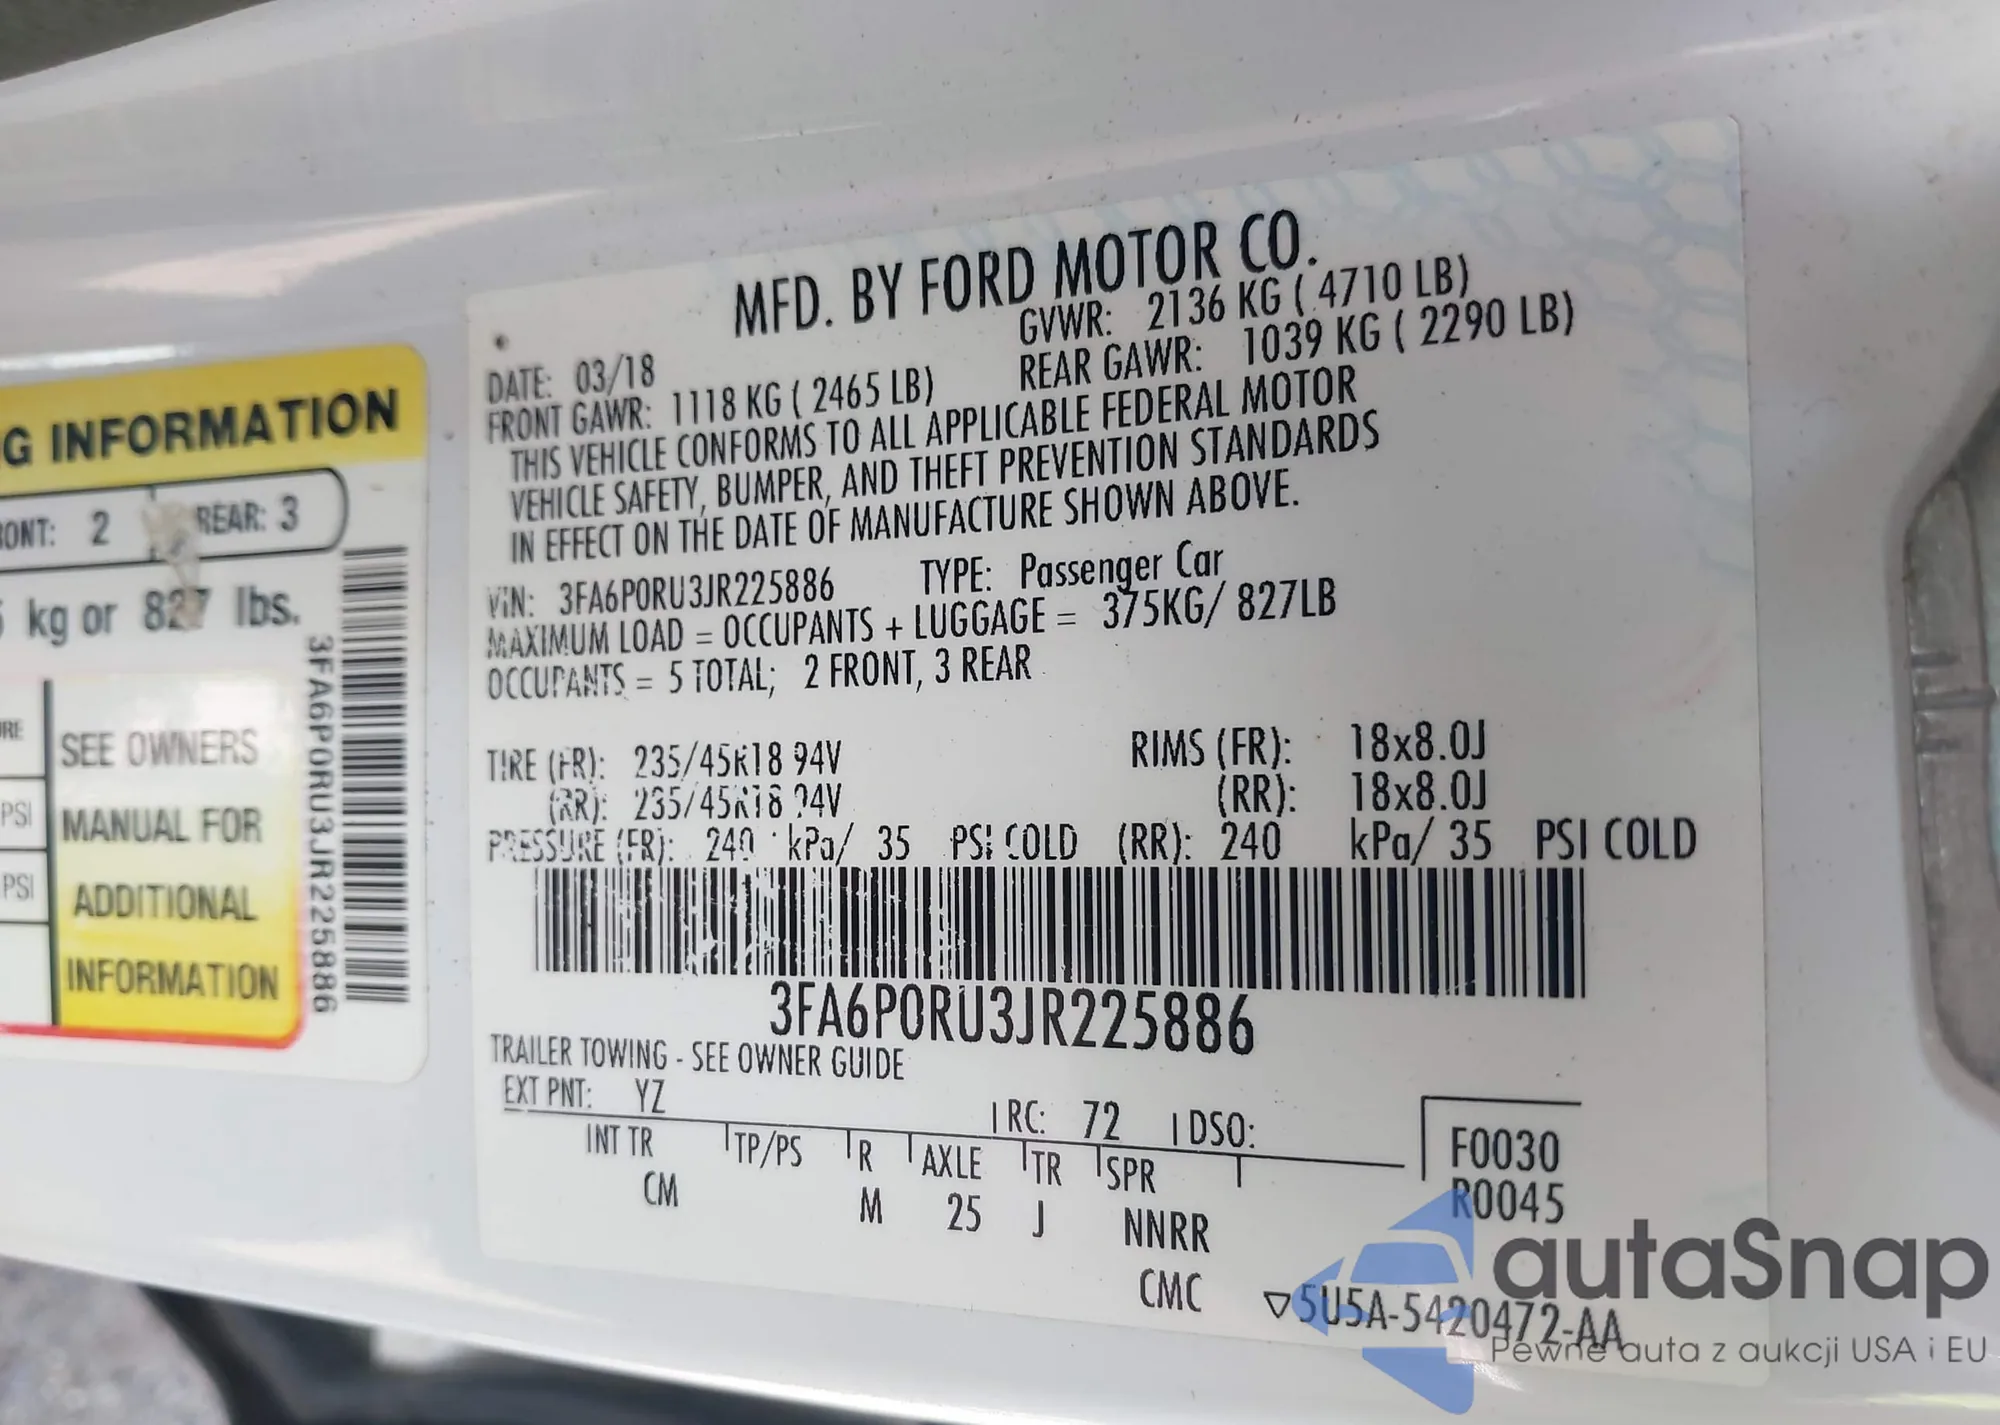 G INFORMATION
ONT: 2 REAR: 3
kg or 827 lbs.
SEE OWNERS
MANUAL FOR
ADDITIONAL
INFORMATION
PSI
PSI
3FA6P0RU3JR225886
MFD. BY FORD MOTOR CO.
DATE: 03/18 GVWR: 2136 KG ( 4710 LB)
FRONT GAWR: 1118 KG ( 2465 LB) REAR GAWR: 1039 KG ( 2290 LB)
THIS VEHICLE CONFORMS TO ALL APPLICABLE FEDERAL MOTOR
VEHICLE SAFETY, BUMPER, AND THEFT PREVENTION STANDARDS
IN EFFECT ON THE DATE OF MANUFACTURE SHOWN ABOVE.
VIN: 3FA6P0RU3JR225886 TYPE: Passenger Car
MAXIMUM LOAD = OCCUPANTS + LUGGAGE = 375KG/ 827LB
OCCUPANTS = 5 TOTAL; 2 FRONT, 3 REAR
TIRE (FR): 235/45R18 94V RIMS (FR): 18x8.0J
(RR): 235/45R18 94V (RR): 18x8.0J
PRESSURE (FR): 240 kPa/ 35 PSI COLD (RR): 240 kPa/ 35 PSI COLD
3FA6P0RU3JR225886
TRAILER TOWING - SEE OWNER GUIDE
EXT PNT: YZ RC: 72 DSO:
INT TR TP/PS R AXLE TR SPR
CM M 25 J NNRR
F0030
R0045
CMC ▽5U5A-5420472-AA
autaSnap
Pewne auta z aukcji USA i EU